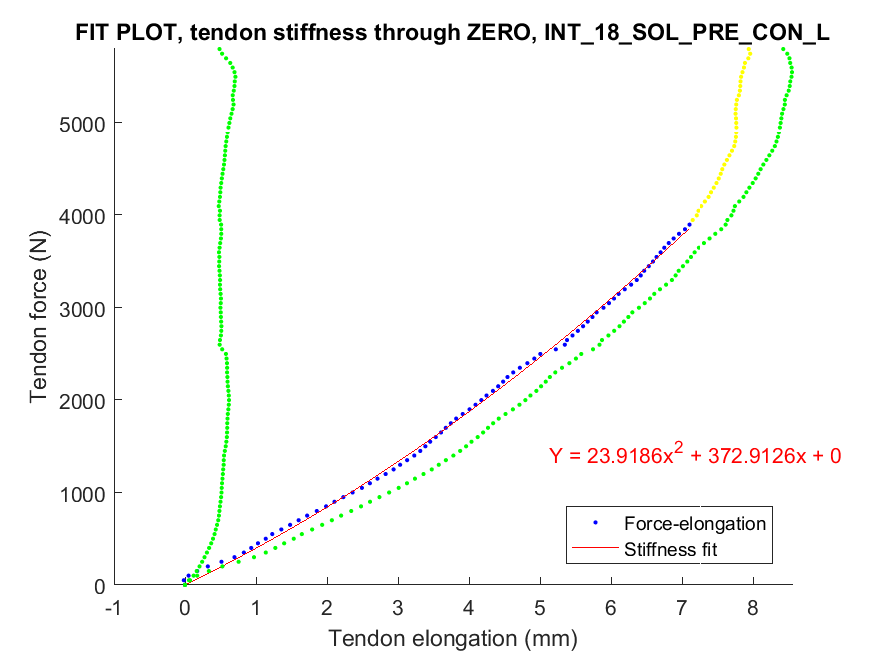 FIT PLOT, tendon stiffness through ZERO, INT_18_SOL_PRE_CON_L
5000
4000
3000
2000
1000
0
Tendon force (N)
Y = 23.9186x² + 372.9126x + 0
Force-elongation
Stiffness fit
-1 0 1 2 3 4 5 6 7 8
Tendon elongation (mm)